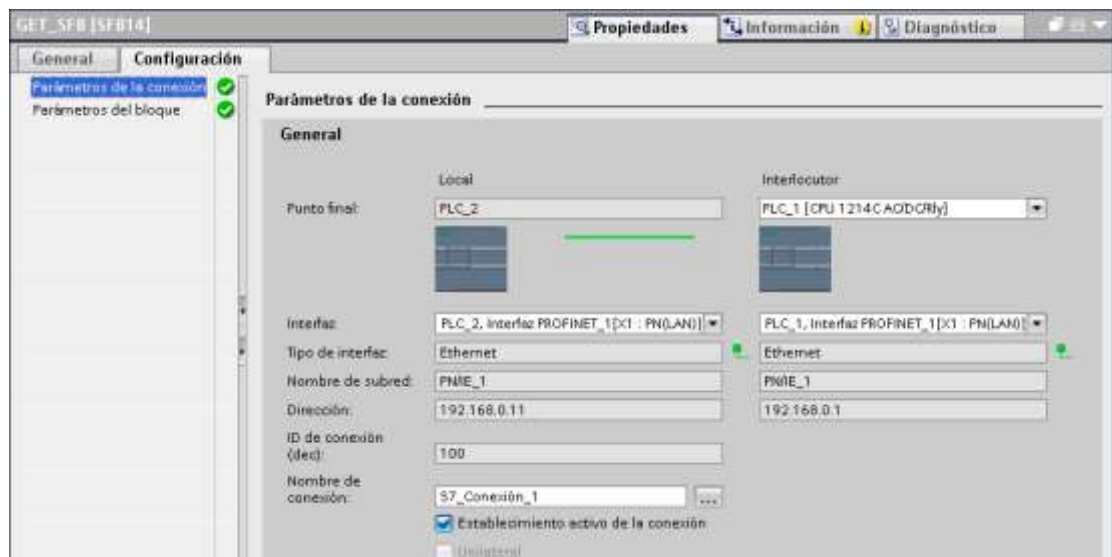 GET_SFB [SFB14]
Propiedades Información Diagnóstico
General Configuración
Parámetros de la conexión
Parámetros del bloque
Parámetros de la conexión
General
Local Interlocutor
Punto final: PLC_2 PLC_1 [CPU 1214C AC/DC/Rly]
Interfaz: PLC_2, Interfaz PROFINET_1[X1 : PN(LAN)] PLC_1, Interfaz PROFINET_1[X1 : PN(LAN)]
Tipo de interfaz: Ethernet Ethernet
Nombre de subred: PN/IE_1 PN/IE_1
Dirección: 192.168.0.11 192.168.0.1
ID de conexión
(dec): 100
Nombre de
conexión: S7_Conexión_1 ...
Establecimiento activo de la conexión
Unilateral